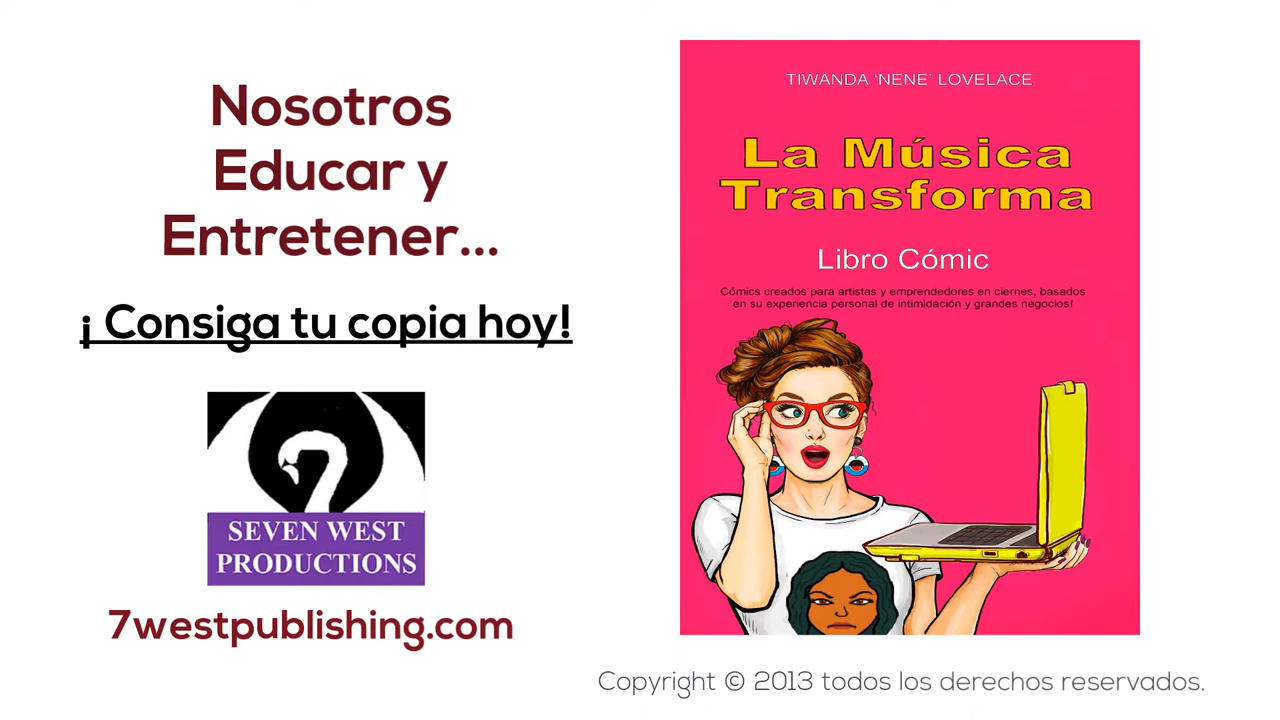 Nosotros
Educar y
Entretener...
¡ Consiga tu copia hoy!
SEVEN WEST
PRODUCTIONS
7westpublishing.com
TIWANDA ‘NENE’ LOVELACE
La Música
Transforma
Libro Cómic
Cómics creados para artistas y emprendedores en ciernes, basados
en su experiencia personal de intimidación y grandes negocios!
Copyright © 2013 todos los derechos reservados.